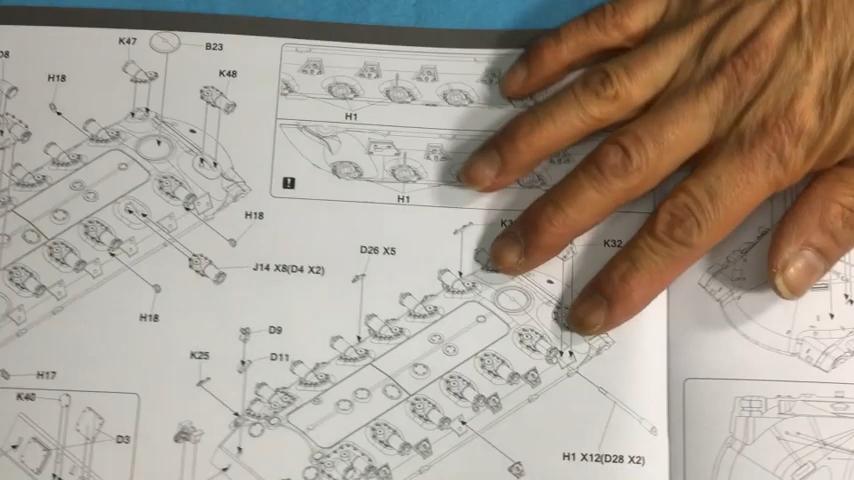 K47
B23
H18
K48
H1
H1
H18
J14 X8(D4 X2)
D26 X5
K32
H18
D9
D11
K25
H17
K40
D3
H1 X12(D28 X2)